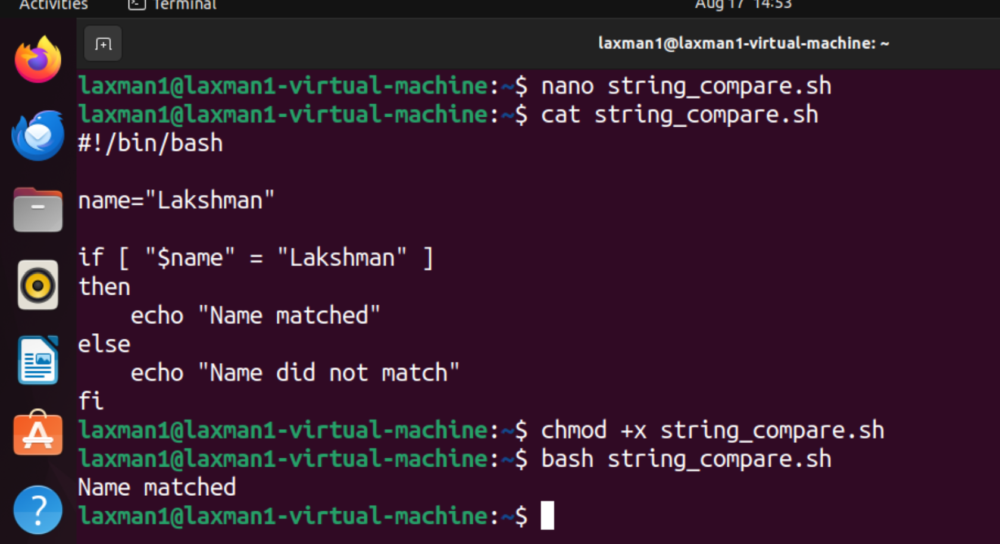 Activities Terminal Aug 17 14:53
laxman1@laxman1-virtual-machine: ~
laxman1@laxman1-virtual-machine:~$ nano string_compare.sh
laxman1@laxman1-virtual-machine:~$ cat string_compare.sh
#!/bin/bash
name="Lakshman"
if [ "$name" = "Lakshman" ]
then
    echo "Name matched"
else
    echo "Name did not match"
fi
laxman1@laxman1-virtual-machine:~$ chmod +x string_compare.sh
laxman1@laxman1-virtual-machine:~$ bash string_compare.sh
Name matched
laxman1@laxman1-virtual-machine:~$